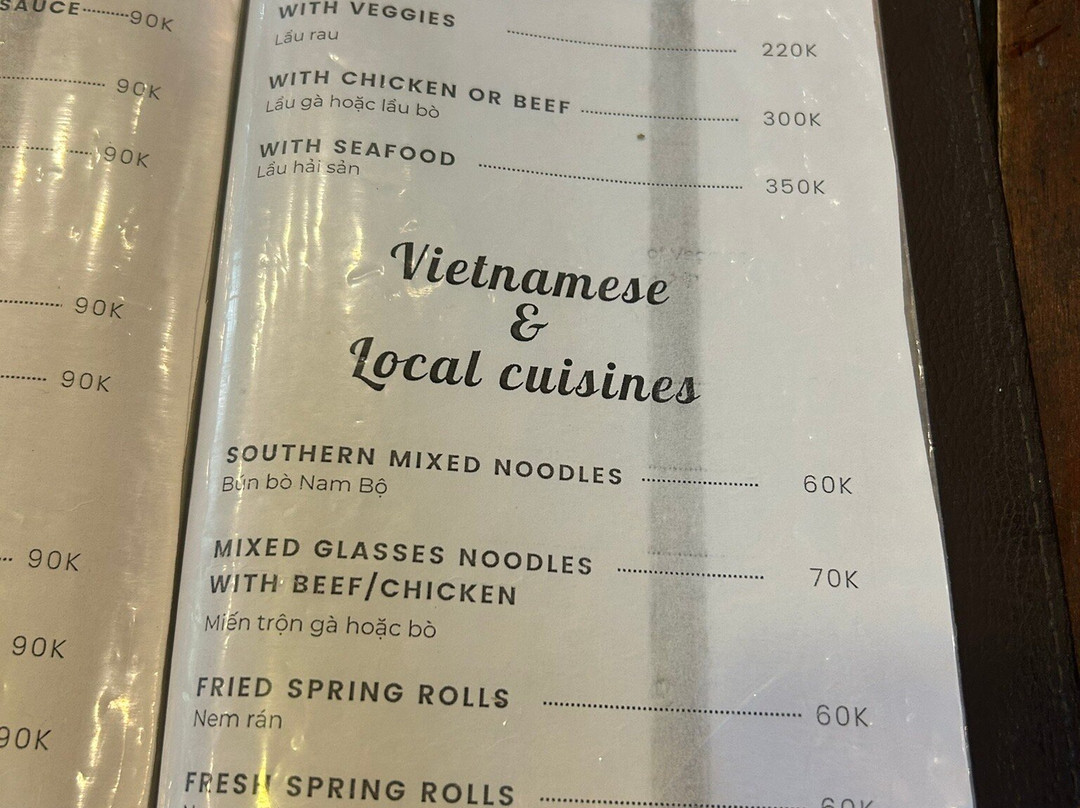 SAUCE 90K
90K
90K
90K
90K
90K
90K
90K
WITH VEGGIES 220K
Lẩu rau
WITH CHICKEN OR BEEF 300K
Lẩu gà hoặc lẩu bò
WITH SEAFOOD 350K
Lẩu hải sản
Vietnamese
&
Local cuisines
SOUTHERN MIXED NOODLES 60K
Bún bò Nam Bộ
MIXED GLASSES NOODLES 70K
WITH BEEF/CHICKEN
Miến trộn gà hoặc bò
FRIED SPRING ROLLS 60K
Nem rán
FRESH SPRING ROLLS 60K